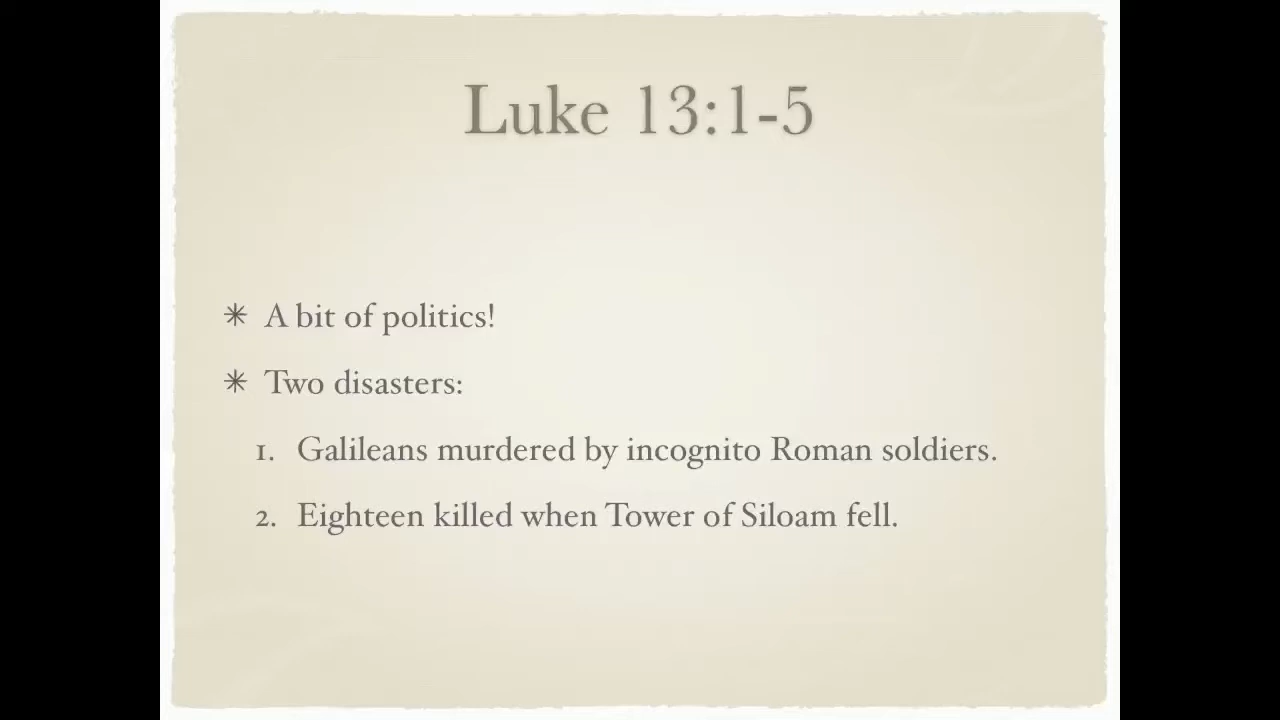 Luke 13:1-5
✴ A bit of politics!
✴ Two disasters:
1. Galileans murdered by incognito Roman soldiers.
2. Eighteen killed when Tower of Siloam fell.